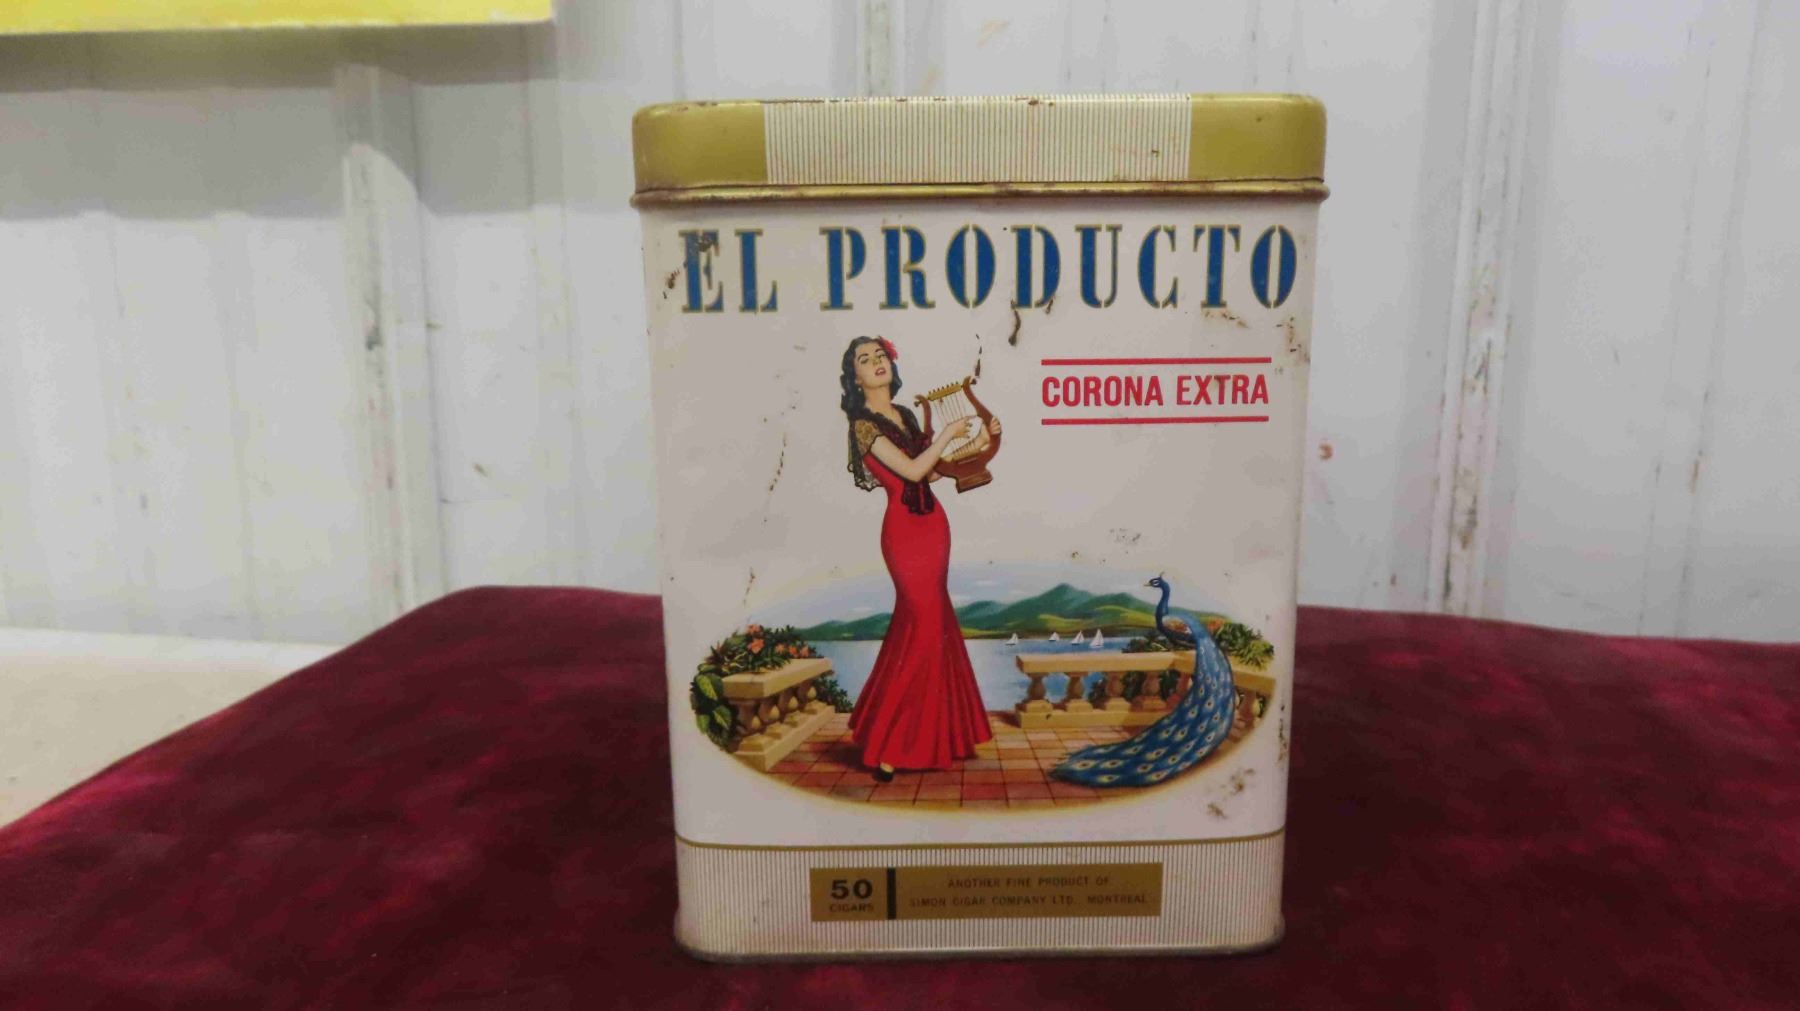 EL PRODUCTO
CORONA EXTRA
50
CIGARS
ANOTHER FINE PRODUCT OF:
SIMON CIGAR COMPANY LTD. MONTREAL